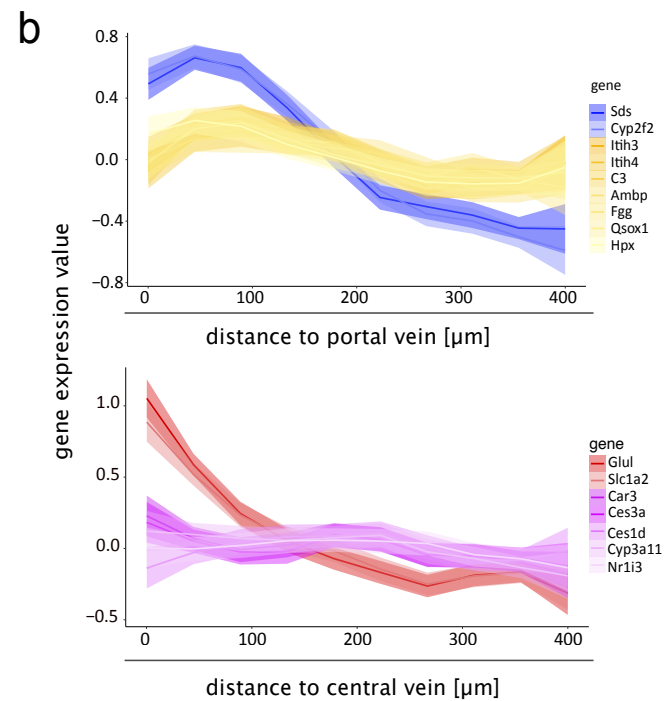 b
gene expression value
0.8
0.4
0.0
−0.4
−0.8
0 100 200 300 400
distance to portal vein [µm]
gene
Sds
Cyp2f2
Itih3
Itih4
C3
Ambp
Fgg
Qsox1
Hpx
1.0
0.5
0.0
−0.5
0 100 200 300 400
distance to central vein [µm]
gene
Glul
Slc1a2
Car3
Ces3a
Ces1d
Cyp3a11
Nr1i3